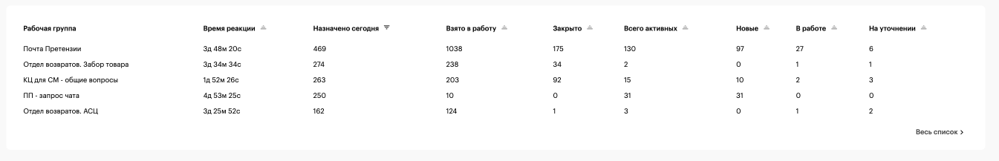 Рабочая группа Время реакции Назначено сегодня Взято в работу Закрыто Всего активных Новые В работе На уточнении
Почта Претензии 3д 48м 20с 469 1038 175 130 97 27 6
Отдел возвратов. Забор товара 3д 34м 34с 274 238 34 2 0 1 1
КЦ для СМ - общие вопросы 1д 52м 26с 263 203 92 15 10 2 3
ПП - запрос чата 4д 53м 25с 250 10 0 31 31 0 0
Отдел возвратов. АСЦ 3д 25м 52с 162 124 1 3 0 1 2
Весь список